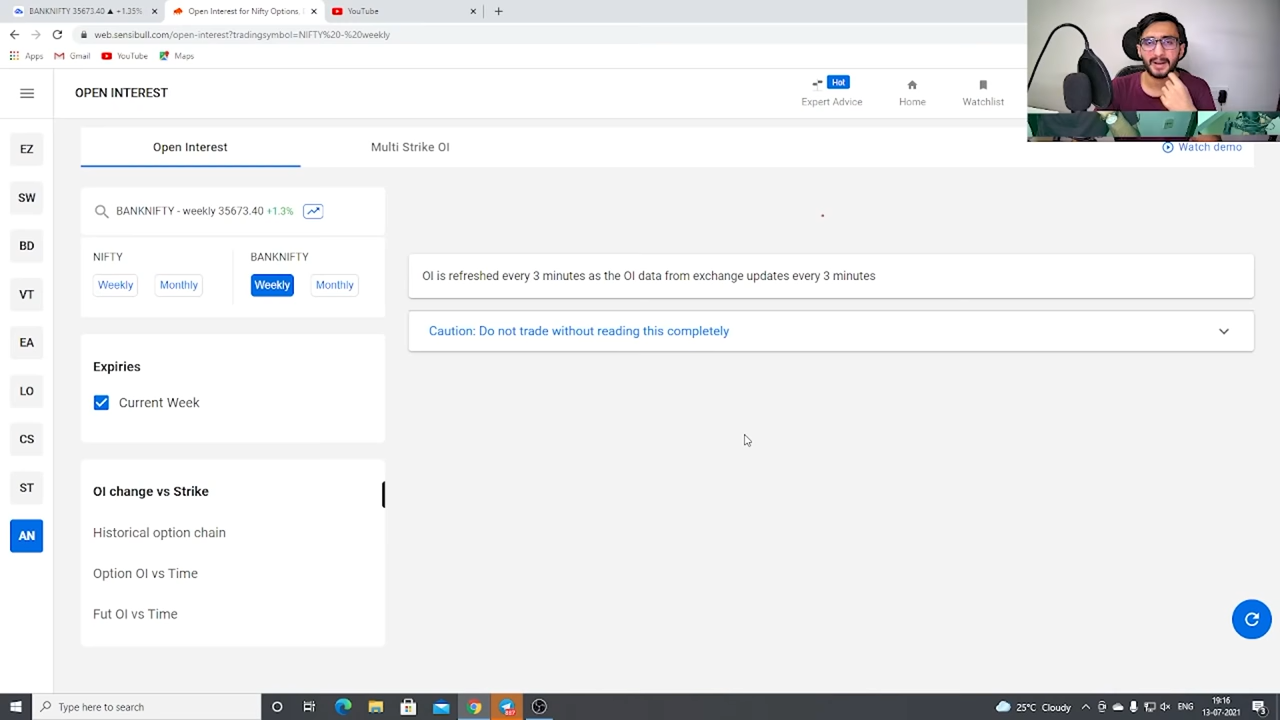 BANKNIFTY 35673.40 ▲ +1.35%
Open Interest for Nifty Options,
YouTube
web.sensibull.com/open-interest?tradingsymbol=NIFTY%20-%20weekly
Apps
Gmail
YouTube
Maps
OPEN INTEREST
Hot
Expert Advice
Home
Watchlist
EZ
SW
BD
VT
EA
LO
CS
ST
AN
Open Interest
Multi Strike OI
Watch demo
BANKNIFTY - weekly 35673.40 +1.3%
NIFTY
BANKNIFTY
Weekly
Monthly
Weekly
Monthly
OI is refreshed every 3 minutes as the OI data from exchange updates every 3 minutes
Caution: Do not trade without reading this completely
Expiries
Current Week
OI change vs Strike
Historical option chain
Option OI vs Time
Fut OI vs Time
Type here to search
25°C Cloudy
ENG
19:16
13-07-2021